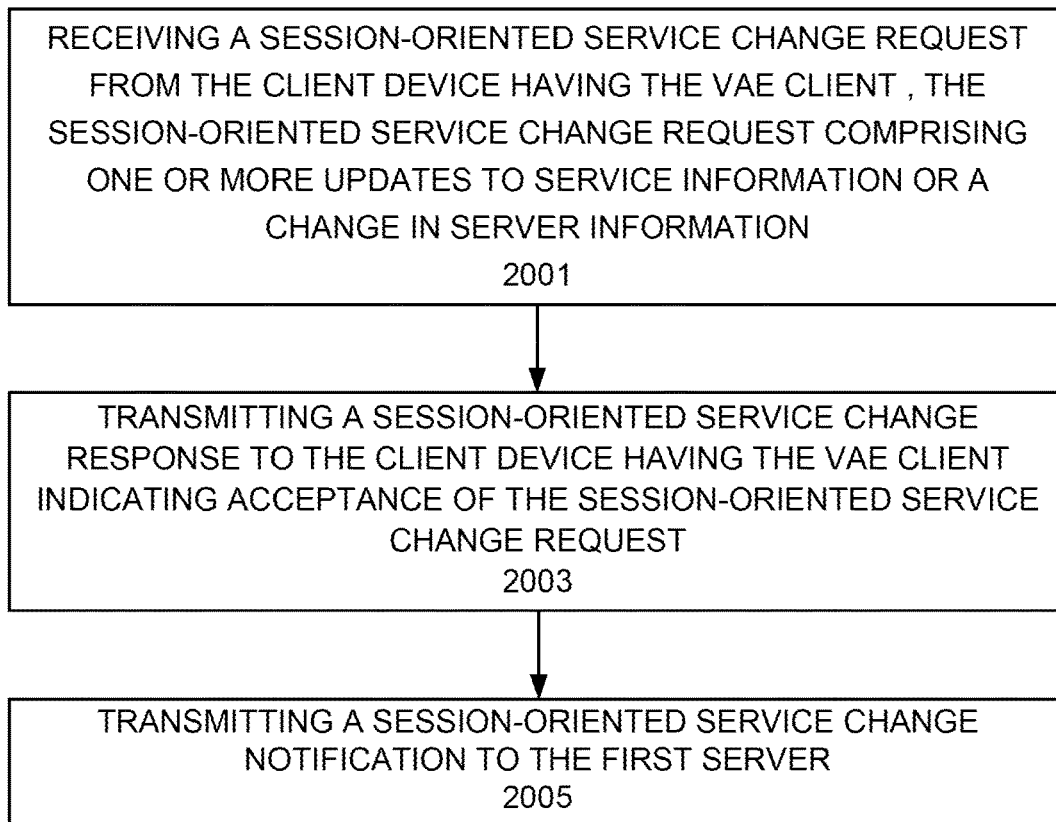 RECEIVING A SESSION-ORIENTED SERVICE CHANGE REQUEST
FROM THE CLIENT DEVICE HAVING THE VAE CLIENT , THE
SESSION-ORIENTED SERVICE CHANGE REQUEST COMPRISING
ONE OR MORE UPDATES TO SERVICE INFORMATION OR A
CHANGE IN SERVER INFORMATION
2001
TRANSMITTING A SESSION-ORIENTED SERVICE CHANGE
RESPONSE TO THE CLIENT DEVICE HAVING THE VAE CLIENT
INDICATING ACCEPTANCE OF THE SESSION-ORIENTED SERVICE
CHANGE REQUEST
2003
TRANSMITTING A SESSION-ORIENTED SERVICE CHANGE
NOTIFICATION TO THE FIRST SERVER
2005